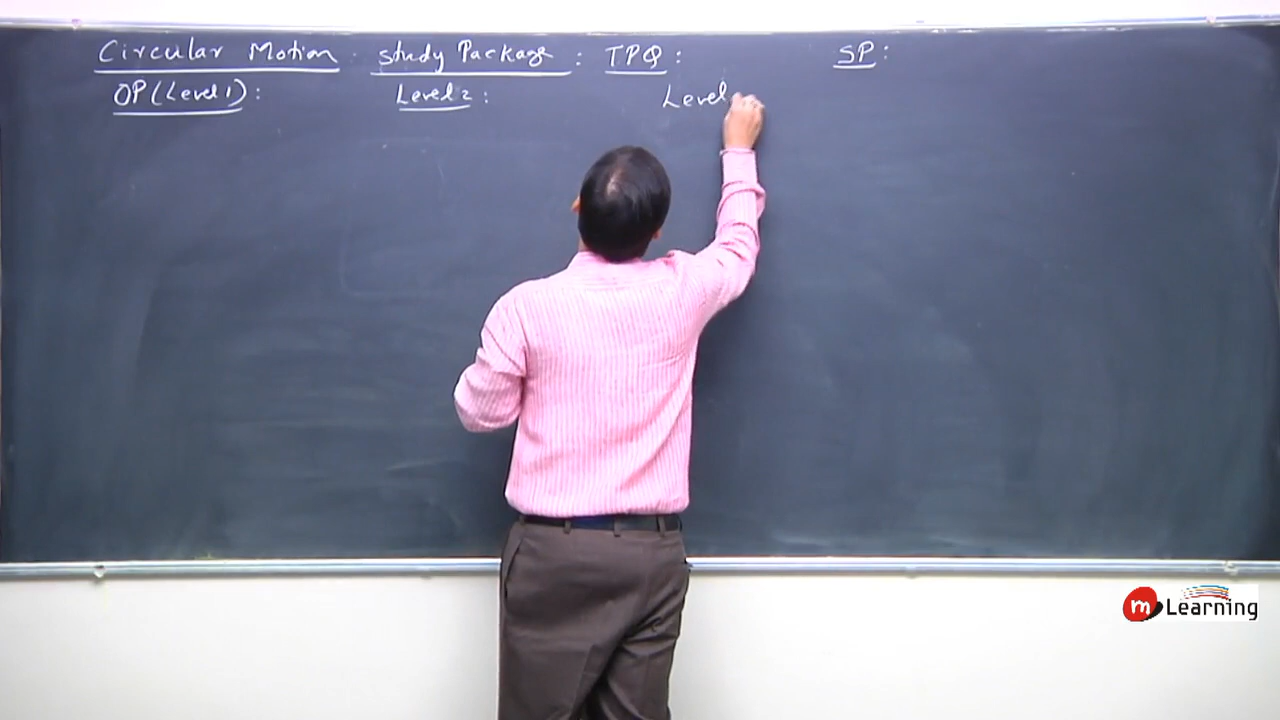 Circular Motion study Package : TPQ : SP :
OP (Level 1) : Level 2 : Level
m Learning